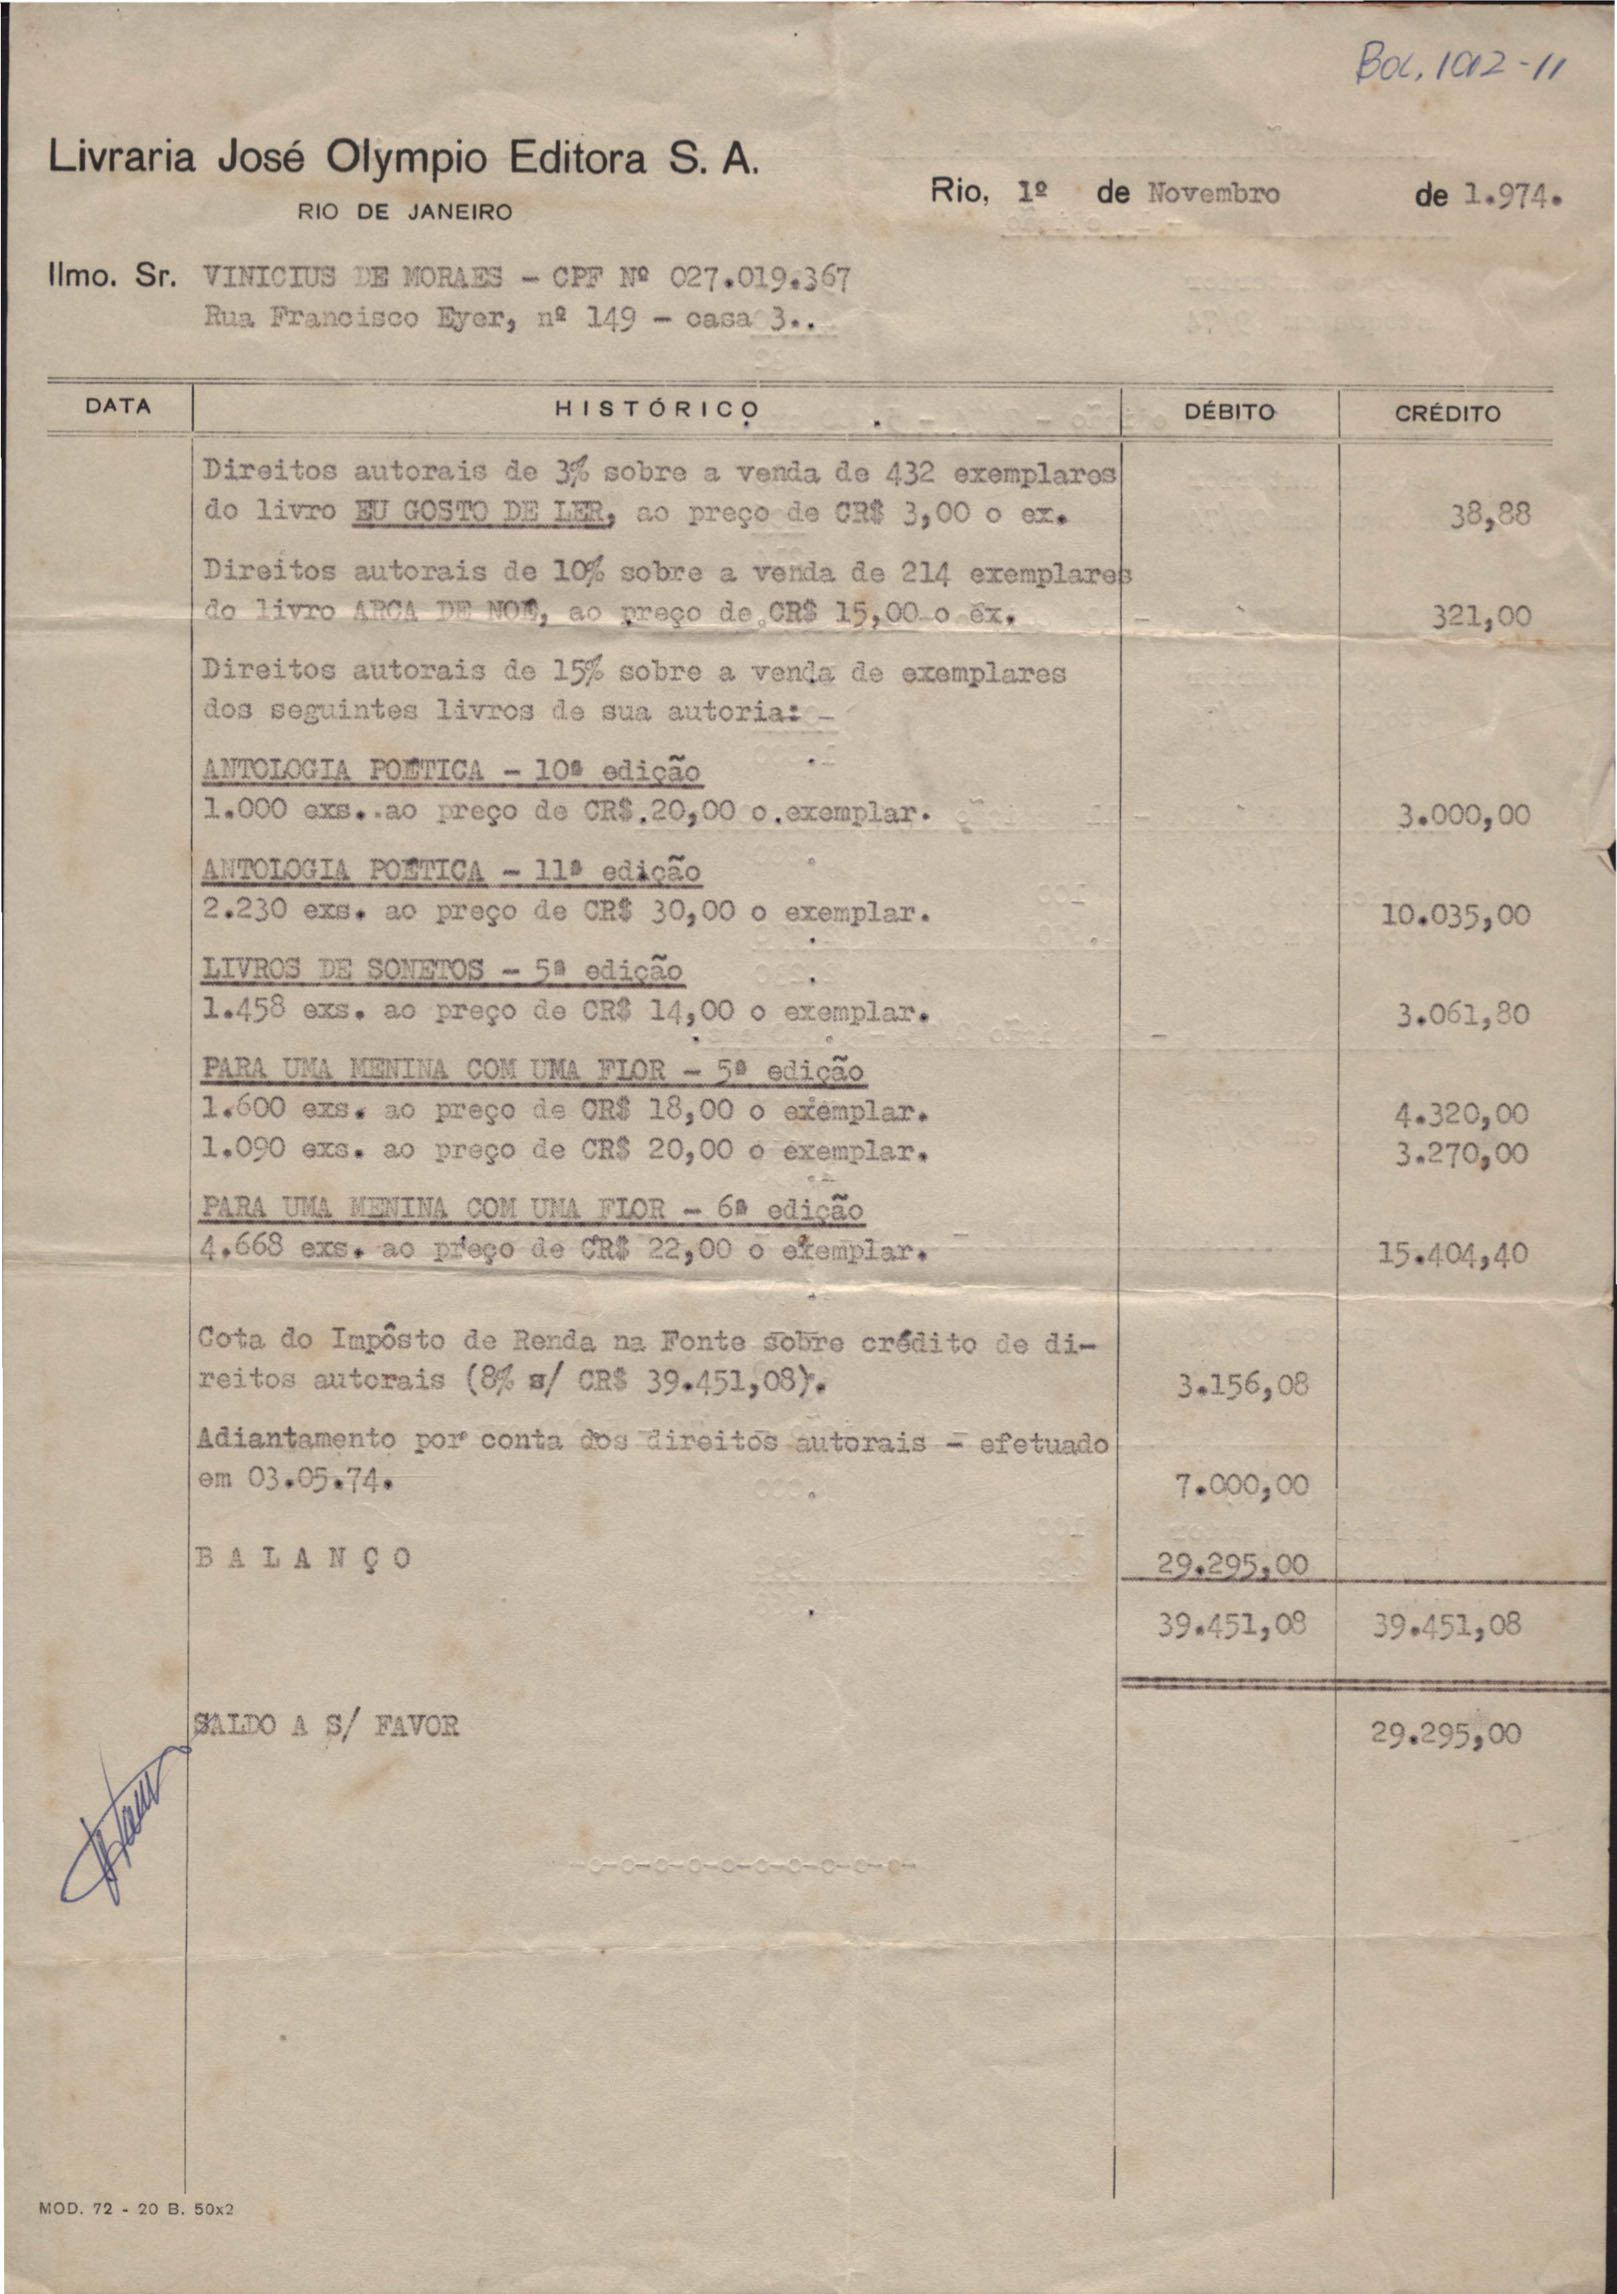 Boc. 1012-11
Livraria José Olympio Editora S. A.
RIO DE JANEIRO
Rio, 1º de Novembro de 1.974.
Ilmo. Sr. VINICIUS DE MORAES - CPF Nº 027.019.367
Rua Francisco Eyer, nº 149 - casa 3..
DATA HISTÓRICO DÉBITO CRÉDITO
Direitos autorais de 3% sobre a venda de 432 exemplares
do livro EU GOSTO DE LER, ao preço de CR$ 3,00 o ex. 38,88
Direitos autorais de 10% sobre a venda de 214 exemplares
do livro ARCA DE NOÉ, ao preço de CR$ 15,00 o ex. 321,00
Direitos autorais de 15% sobre a venda de exemplares
dos seguintes livros de sua autoria: -
ANTOLOGIA POÉTICA - 10ª edição
1.000 exs. ao preço de CR$ 20,00 o exemplar. 3.000,00
ANTOLOGIA POÉTICA - 11ª edição
2.230 exs. ao preço de CR$ 30,00 o exemplar. 10.035,00
LIVROS DE SONETOS - 5ª edição
1.458 exs. ao preço de CR$ 14,00 o exemplar. 3.061,80
PARA UMA MENINA COM UMA FLOR - 5ª edição
1.600 exs. ao preço de CR$ 18,00 o exemplar. 4.320,00
1.090 exs. ao preço de CR$ 20,00 o exemplar. 3.270,00
PARA UMA MENINA COM UMA FLOR - 6ª edição
4.668 exs. ao preço de CR$ 22,00 o exemplar. 15.404,40
Cota do Impôsto de Renda na Fonte sobre crédito de di-
reitos autorais (8% s/ CR$ 39.451,08). 3.156,08
Adiantamento por conta dos direitos autorais - efetuado
em 03.05.74. 7.000,00
BALANÇO 29.295,00
39.451,08 39.451,08
SALDO A S/ FAVOR 29.295,00
-o-o-o-o-o-o-o-o-o-o-
MOD. 72 - 20 B. 50x2